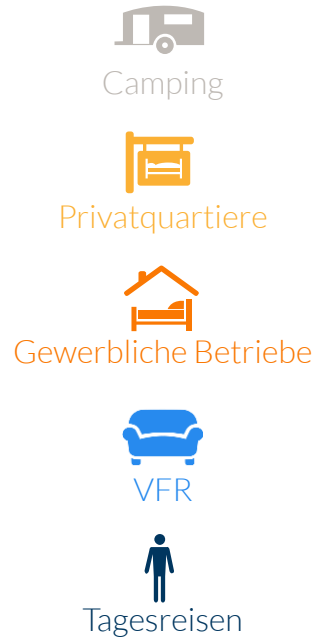 Camping
Privatquartiere
Gewerbliche Betriebe
VFR
Tagesreisen